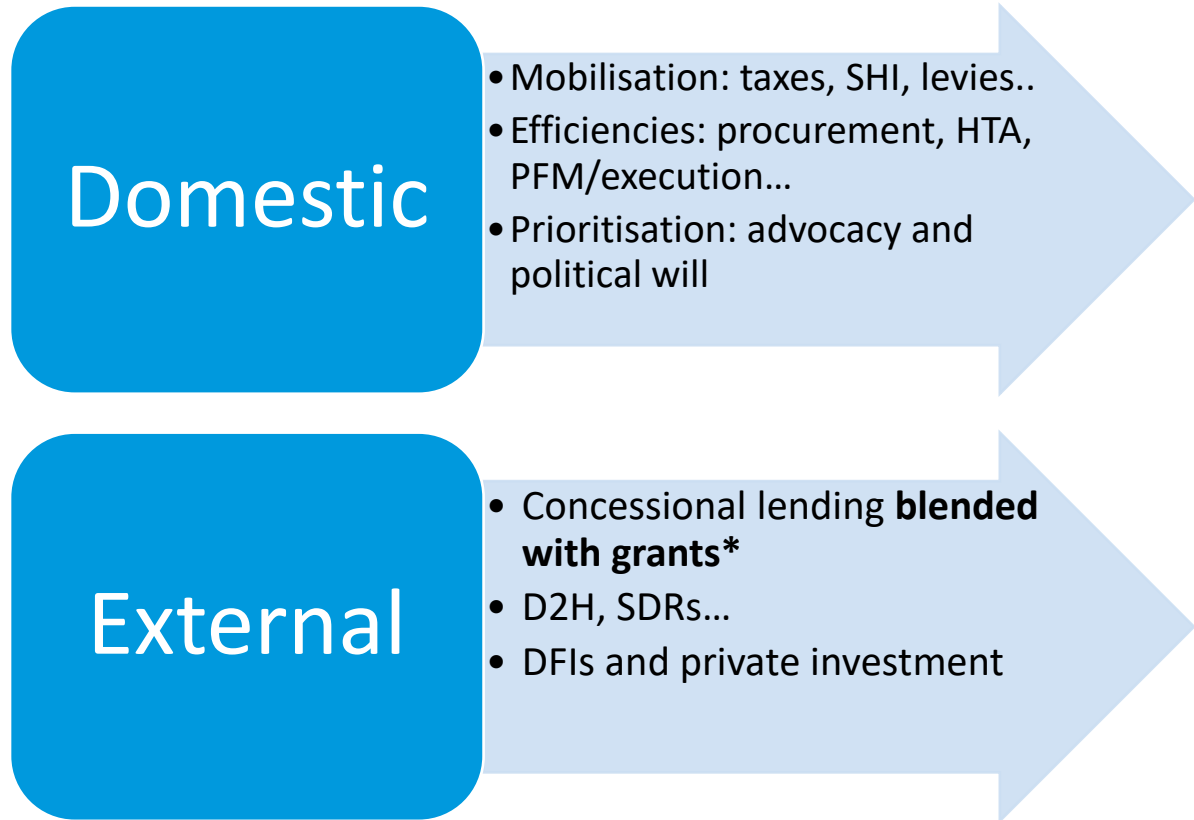 Domestic
•Mobilisation: taxes, SHI, levies..
•Efficiencies: procurement, HTA,
PFM/execution…
•Prioritisation: advocacy and
political will
External
• Concessional lending blended
with grants*
• D2H, SDRs…
• DFIs and private investment